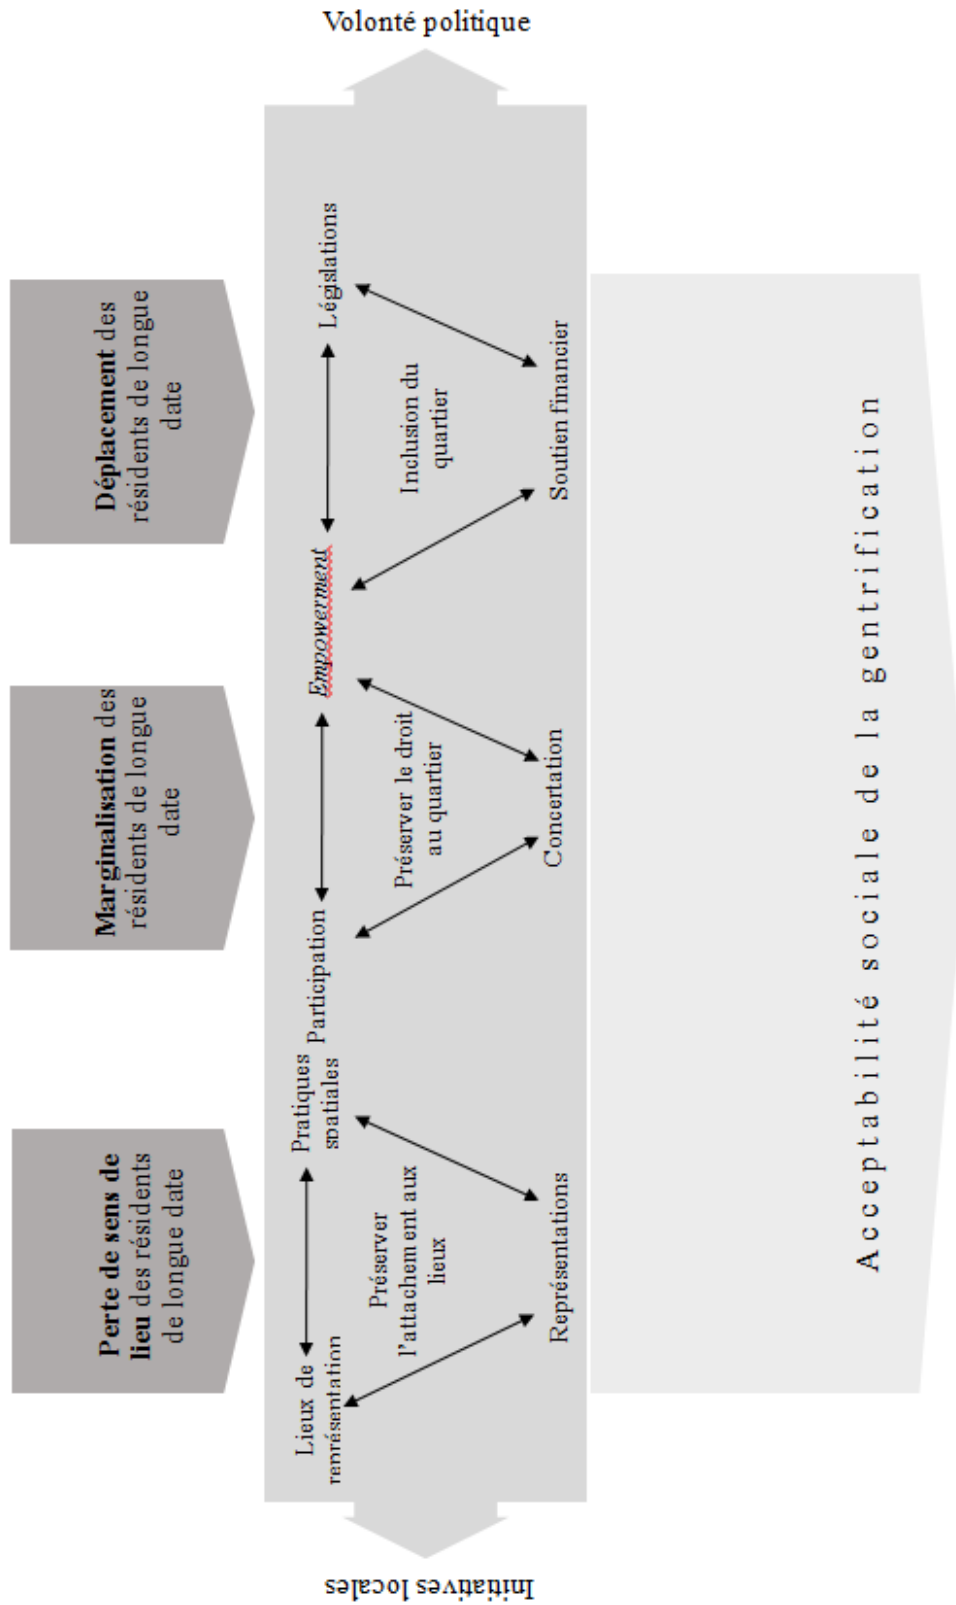 Volonté politique
Perte de sens de
lieu des résidents
de longue date
Marginalisation des
résidents de longue
date
Déplacement des
résidents de longue
date
Lieux de
représentation
Pratiques
spatiales
Participation
Empowerment
Législations
Préserver
l'attachement aux
lieux
Préserver le droit
au quartier
Inclusion du
quartier
Représentations
Concertation
Soutien financier
Acceptabilité sociale de la gentrification
Initiatives locales